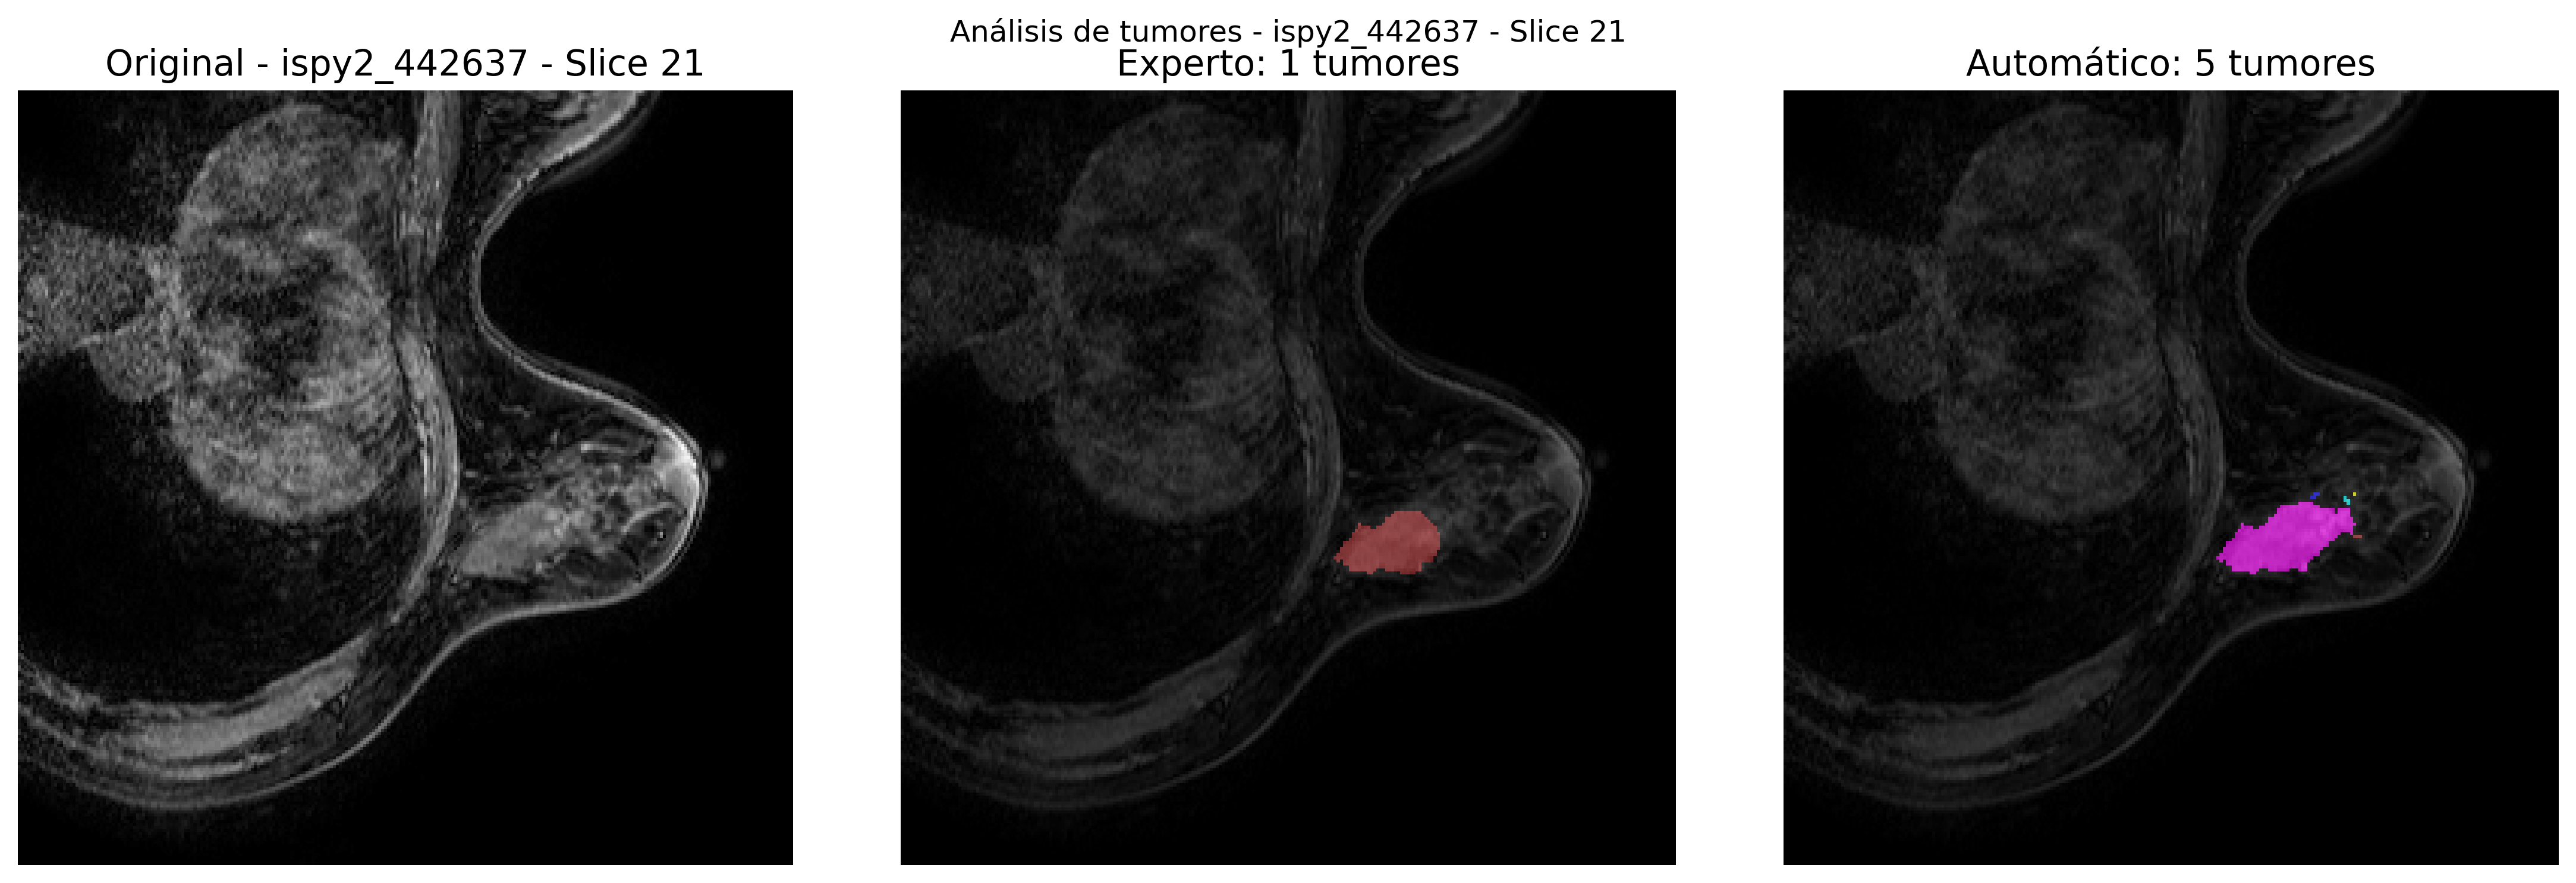 Análisis de tumores - ispy2_442637 - Slice 21
Original - ispy2_442637 - Slice 21
Experto: 1 tumores
Automático: 5 tumores